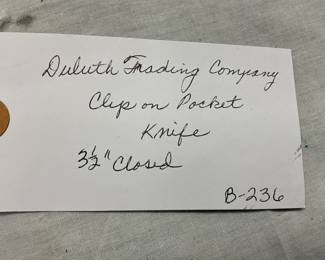 Duluth Trading Company
Clip on Pocket
Knife
3½" Closed
B-236